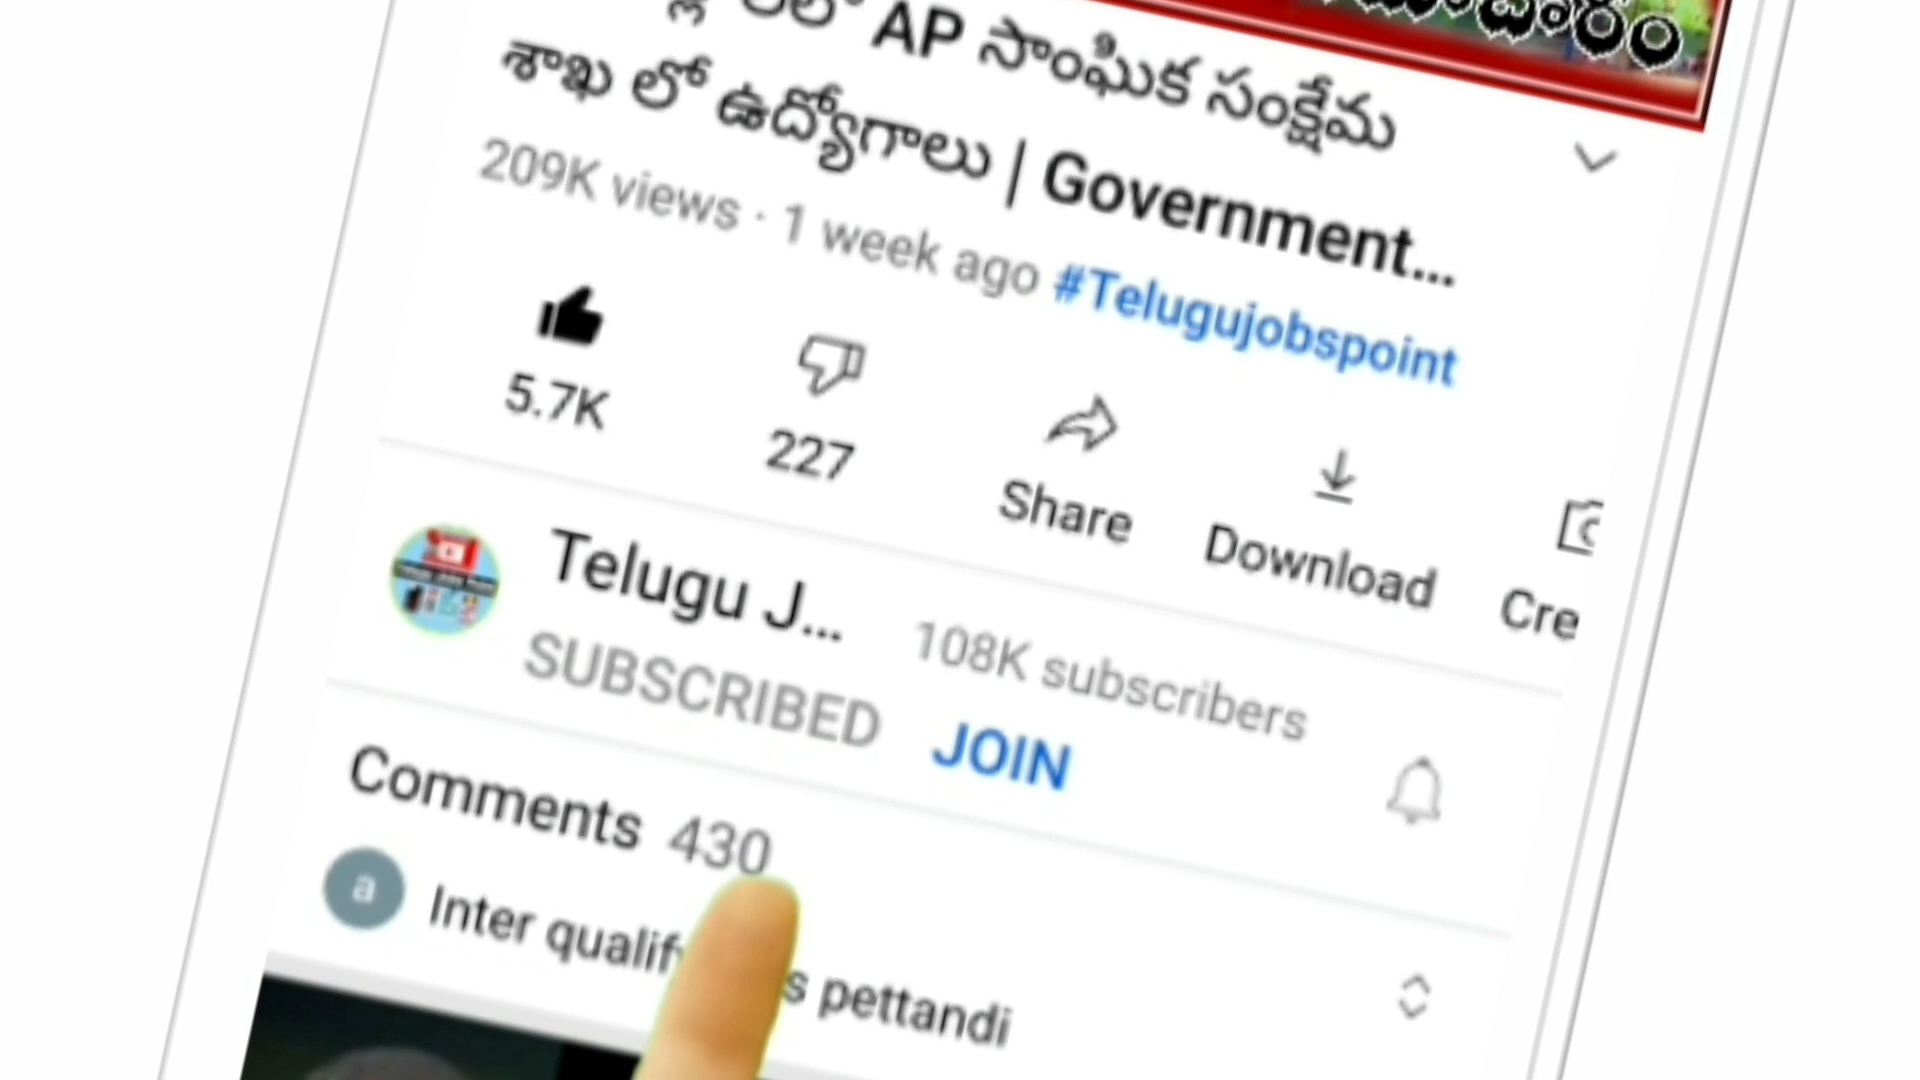 AP సాంఘిక సంక్షేమ
శాఖ లో ఉద్యోగాలు | Government...
209K views · 1 week ago #Telugujobspoint
5.7K
227
Share
Download
Cre
Telugu J...
108K subscribers
SUBSCRIBED
JOIN
Comments 430
a
Inter qualif
s pettandi